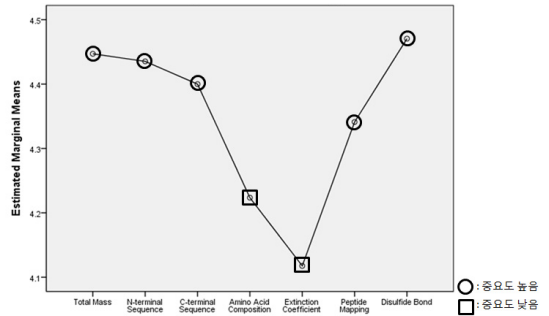 Estimated Marginal Means
4.5
4.4
4.3
4.2
4.1
Total Mass
N-terminal
Sequence
C-terminal
Sequence
Amino Acid
Composition
Extinction
Coefficient
Peptide
Mapping
Disulfide Bond
: 중요도 높음
: 중요도 낮음